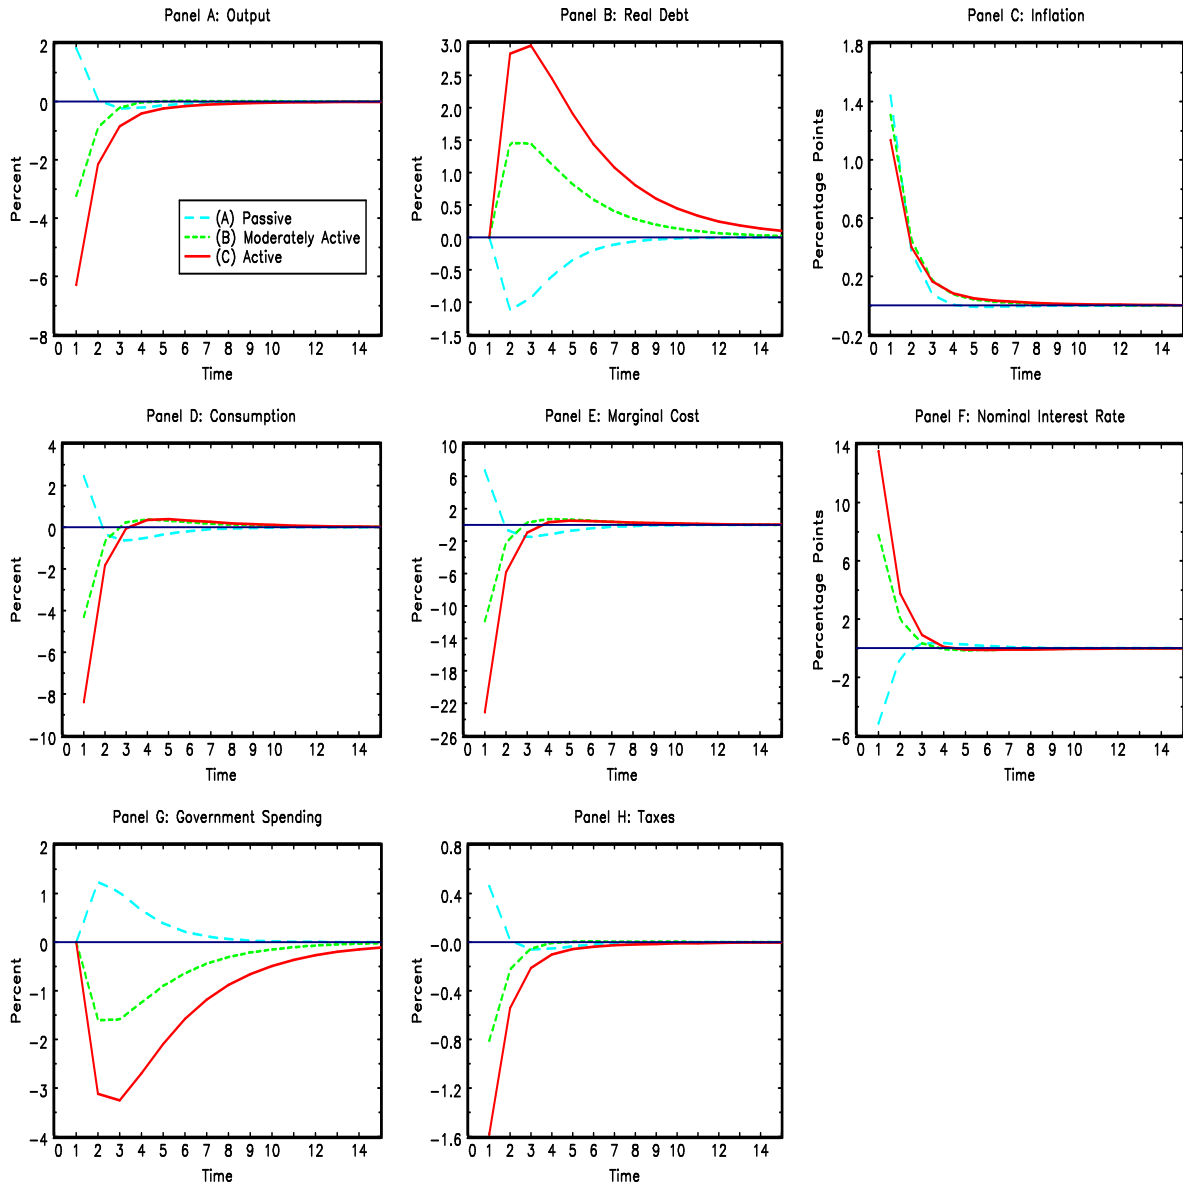 Panel A: Output
Percent
2
0
−2
−4
−6
−8
(A) Passive
(B) Moderately Active
(C) Active
0 1 2 3 4 5 6 7 8 9 10 12 14
Time
Panel B: Real Debt
Percent
3.0
2.5
2.0
1.5
1.0
0.5
0.0
−0.5
−1.0
−1.5
0 1 2 3 4 5 6 7 8 9 10 12 14
Time
Panel C: Inflation
Percentage Points
1.8
1.4
1.0
0.6
0.2
−0.2
0 1 2 3 4 5 6 7 8 9 10 12 14
Time
Panel D: Consumption
Percent
4
2
0
−2
−4
−6
−8
−10
0 1 2 3 4 5 6 7 8 9 10 12 14
Time
Panel E: Marginal Cost
Percent
10
6
2
−2
−6
−10
−14
−18
−22
−26
0 1 2 3 4 5 6 7 8 9 10 12 14
Time
Panel F: Nominal Interest Rate
Percentage Points
14
10
6
2
−2
−6
0 1 2 3 4 5 6 7 8 9 10 12 14
Time
Panel G: Government Spending
Percent
2
1
0
−1
−2
−3
−4
0 1 2 3 4 5 6 7 8 9 10 12 14
Time
Panel H: Taxes
Percent
0.8
0.4
−0.0
−0.4
−0.8
−1.2
−1.6
0 1 2 3 4 5 6 7 8 9 10 12 14
Time